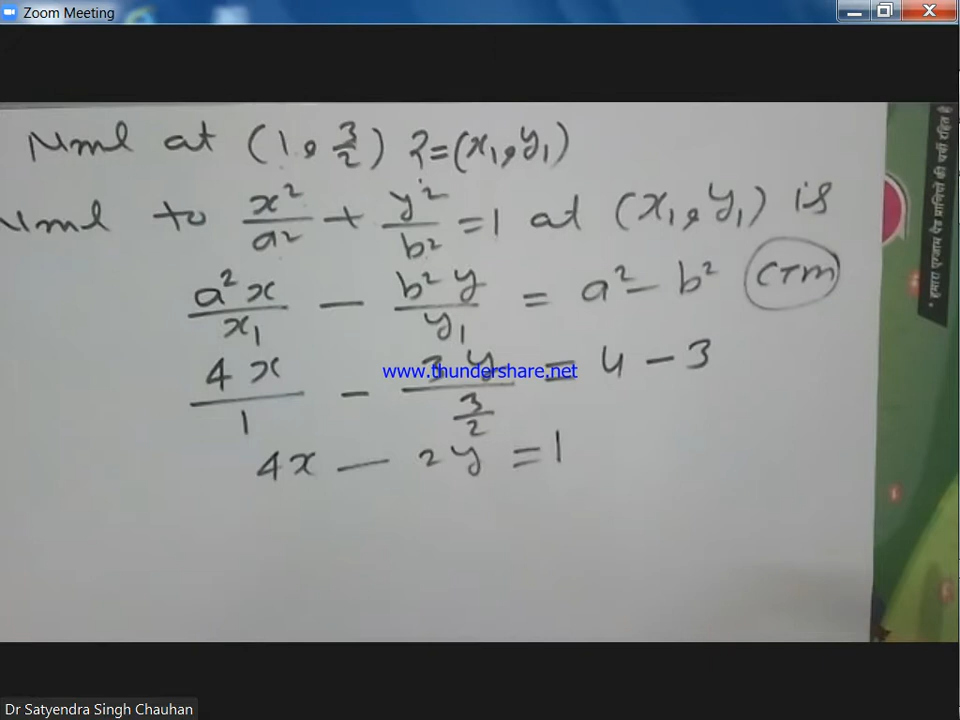 Zoom Meeting
Nml at (1, 3/2) ? = (x₁, y₁)
Nml to x²/a² + y²/b² = 1 at (x₁, y₁) is
a²x/x₁ — b²y/y₁ = a² — b² CTM
4x/1 — 3y/(3/2) = 4 — 3
www.thundershare.net
4x — 2y = 1
Dr Satyendra Singh Chauhan